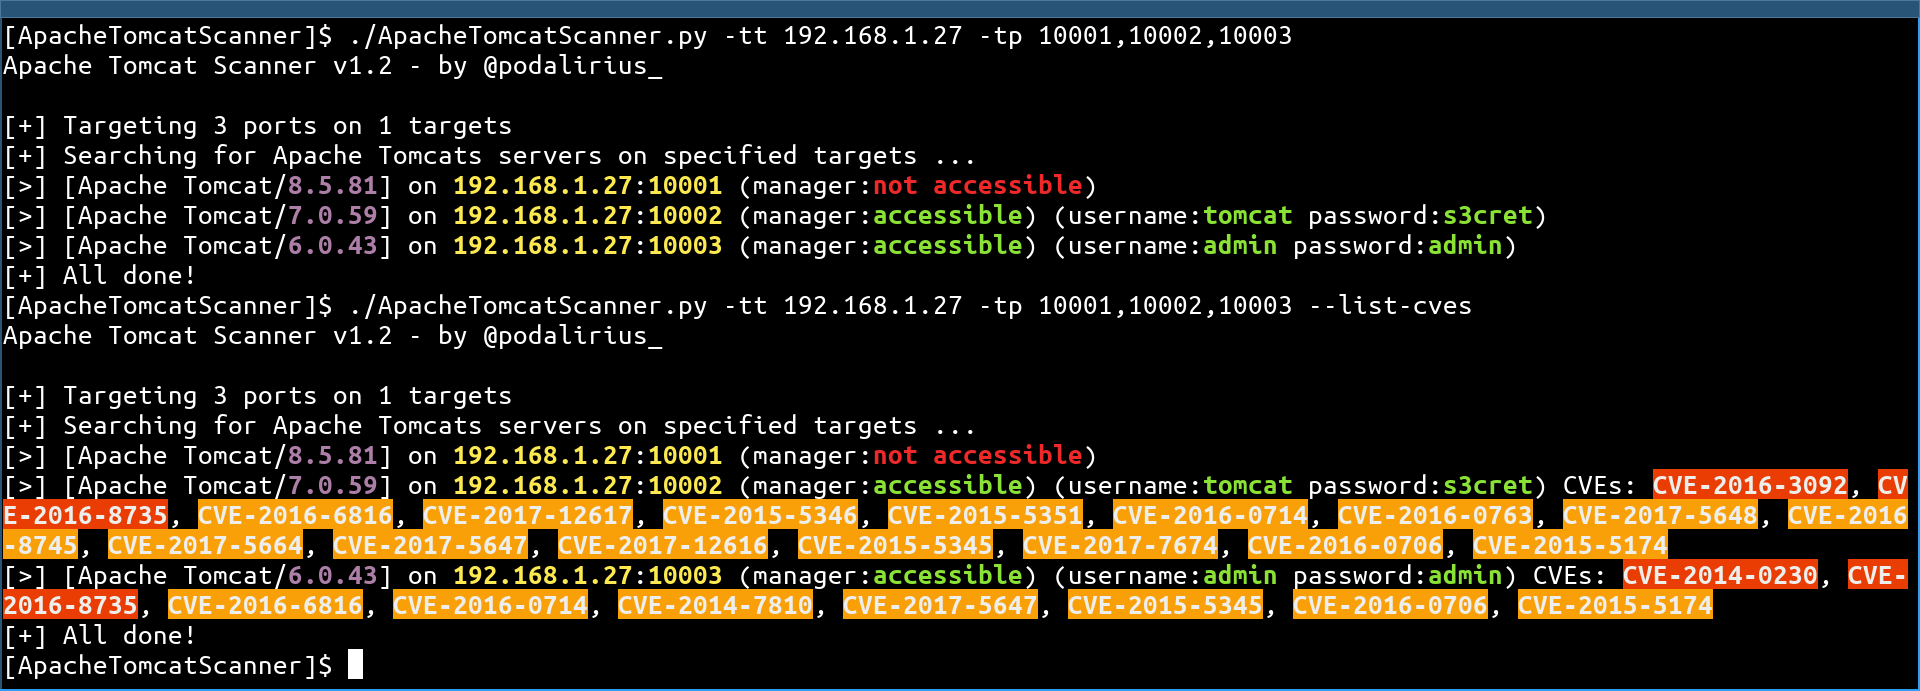 [ApacheTomcatScanner]$ ./ApacheTomcatScanner.py -tt 192.168.1.27 -tp 10001,10002,10003
Apache Tomcat Scanner v1.2 - by @podalirius_
[+] Targeting 3 ports on 1 targets
[+] Searching for Apache Tomcats servers on specified targets ...
[>] [Apache Tomcat/8.5.81] on 192.168.1.27:10001 (manager:not accessible)
[>] [Apache Tomcat/7.0.59] on 192.168.1.27:10002 (manager:accessible) (username:tomcat password:s3cret)
[>] [Apache Tomcat/6.0.43] on 192.168.1.27:10003 (manager:accessible) (username:admin password:admin)
[+] All done!
[ApacheTomcatScanner]$ ./ApacheTomcatScanner.py -tt 192.168.1.27 -tp 10001,10002,10003 --list-cves
Apache Tomcat Scanner v1.2 - by @podalirius_
[+] Targeting 3 ports on 1 targets
[+] Searching for Apache Tomcats servers on specified targets ...
[>] [Apache Tomcat/8.5.81] on 192.168.1.27:10001 (manager:not accessible)
[>] [Apache Tomcat/7.0.59] on 192.168.1.27:10002 (manager:accessible) (username:tomcat password:s3cret) CVEs: CVE-2016-3092, CV
E-2016-8735, CVE-2016-6816, CVE-2017-12617, CVE-2015-5346, CVE-2015-5351, CVE-2016-0714, CVE-2016-0763, CVE-2017-5648, CVE-2016
-8745, CVE-2017-5664, CVE-2017-5647, CVE-2017-12616, CVE-2015-5345, CVE-2017-7674, CVE-2016-0706, CVE-2015-5174
[>] [Apache Tomcat/6.0.43] on 192.168.1.27:10003 (manager:accessible) (username:admin password:admin) CVEs: CVE-2014-0230, CVE-
2016-8735, CVE-2016-6816, CVE-2016-0714, CVE-2014-7810, CVE-2017-5647, CVE-2015-5345, CVE-2016-0706, CVE-2015-5174
[+] All done!
[ApacheTomcatScanner]$